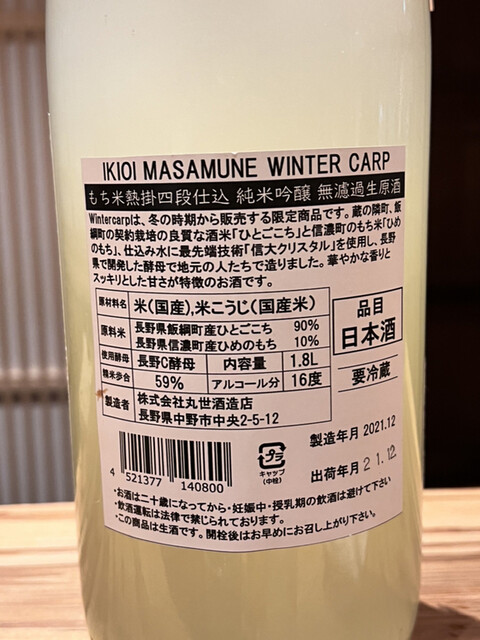 IKIOI MASAMUNE WINTER CARP
もち米熱掛四段仕込 純米吟醸 無濾過生原酒
Wintercarpは、冬の時期から販売する限定商品です。蔵の隣町、飯
綱町の契約栽培の良質な酒米「ひとごこち」と信濃町のもち米「ひめ
のもち」、仕込み水に最先端技術「信大クリスタル」を使用し、長野
県で開発した酵母で地元の人たちで造りました。華やかな香りと
スッキリとした甘さが特徴のお酒です。
原材料名 米(国産),米こうじ(国産米)
原料米 長野県飯綱町産ひとごこち 90%
長野県信濃町産ひめのもち 10%
使用酵母 長野C酵母 内容量 1.8L
精米歩合 59% アルコール分 16度
製造者 株式会社丸世酒造店
長野県中野市中央2-5-12
品目
日本酒
要冷蔵
4 521377 140800
プラ
キャップ
(中栓)
製造年月 2021.12
出荷年月 21.12
・お酒は二十歳になってから・妊娠中・授乳期の飲酒は避けて下さい
・飲酒運転は法律で禁じられております。
・この商品は生酒です。開栓後はお早めにお召し上がり下さい。